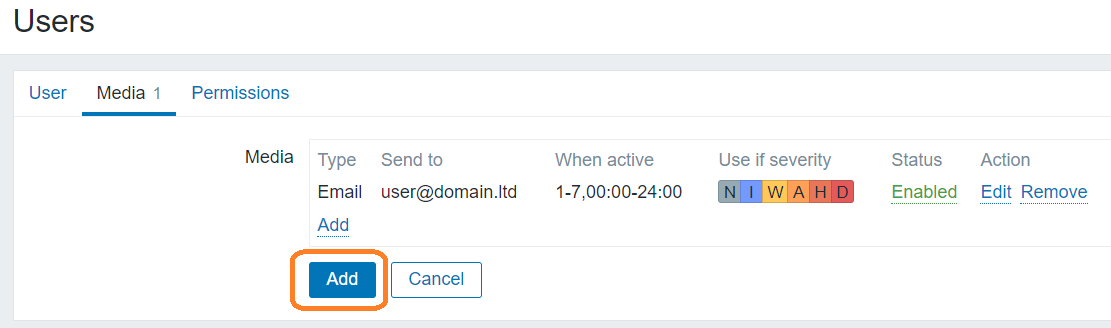 Users
User Media 1 Permissions
Media Type Send to When active Use if severity Status Action
Email user@domain.ltd 1-7,00:00-24:00 N I W A H D Enabled Edit Remove
Add
Add Cancel